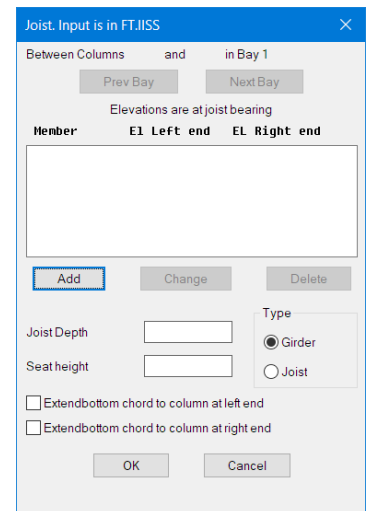 Joist. Input is in FT.IISS
Between Columns and in Bay 1
Prev Bay Next Bay
Elevations are at joist bearing
Member El Left end EL Right end
Add Change Delete
Type
Joist Depth
Girder
Seat height
Joist
Extendbottom chord to column at left end
Extendbottom chord to column at right end
OK Cancel